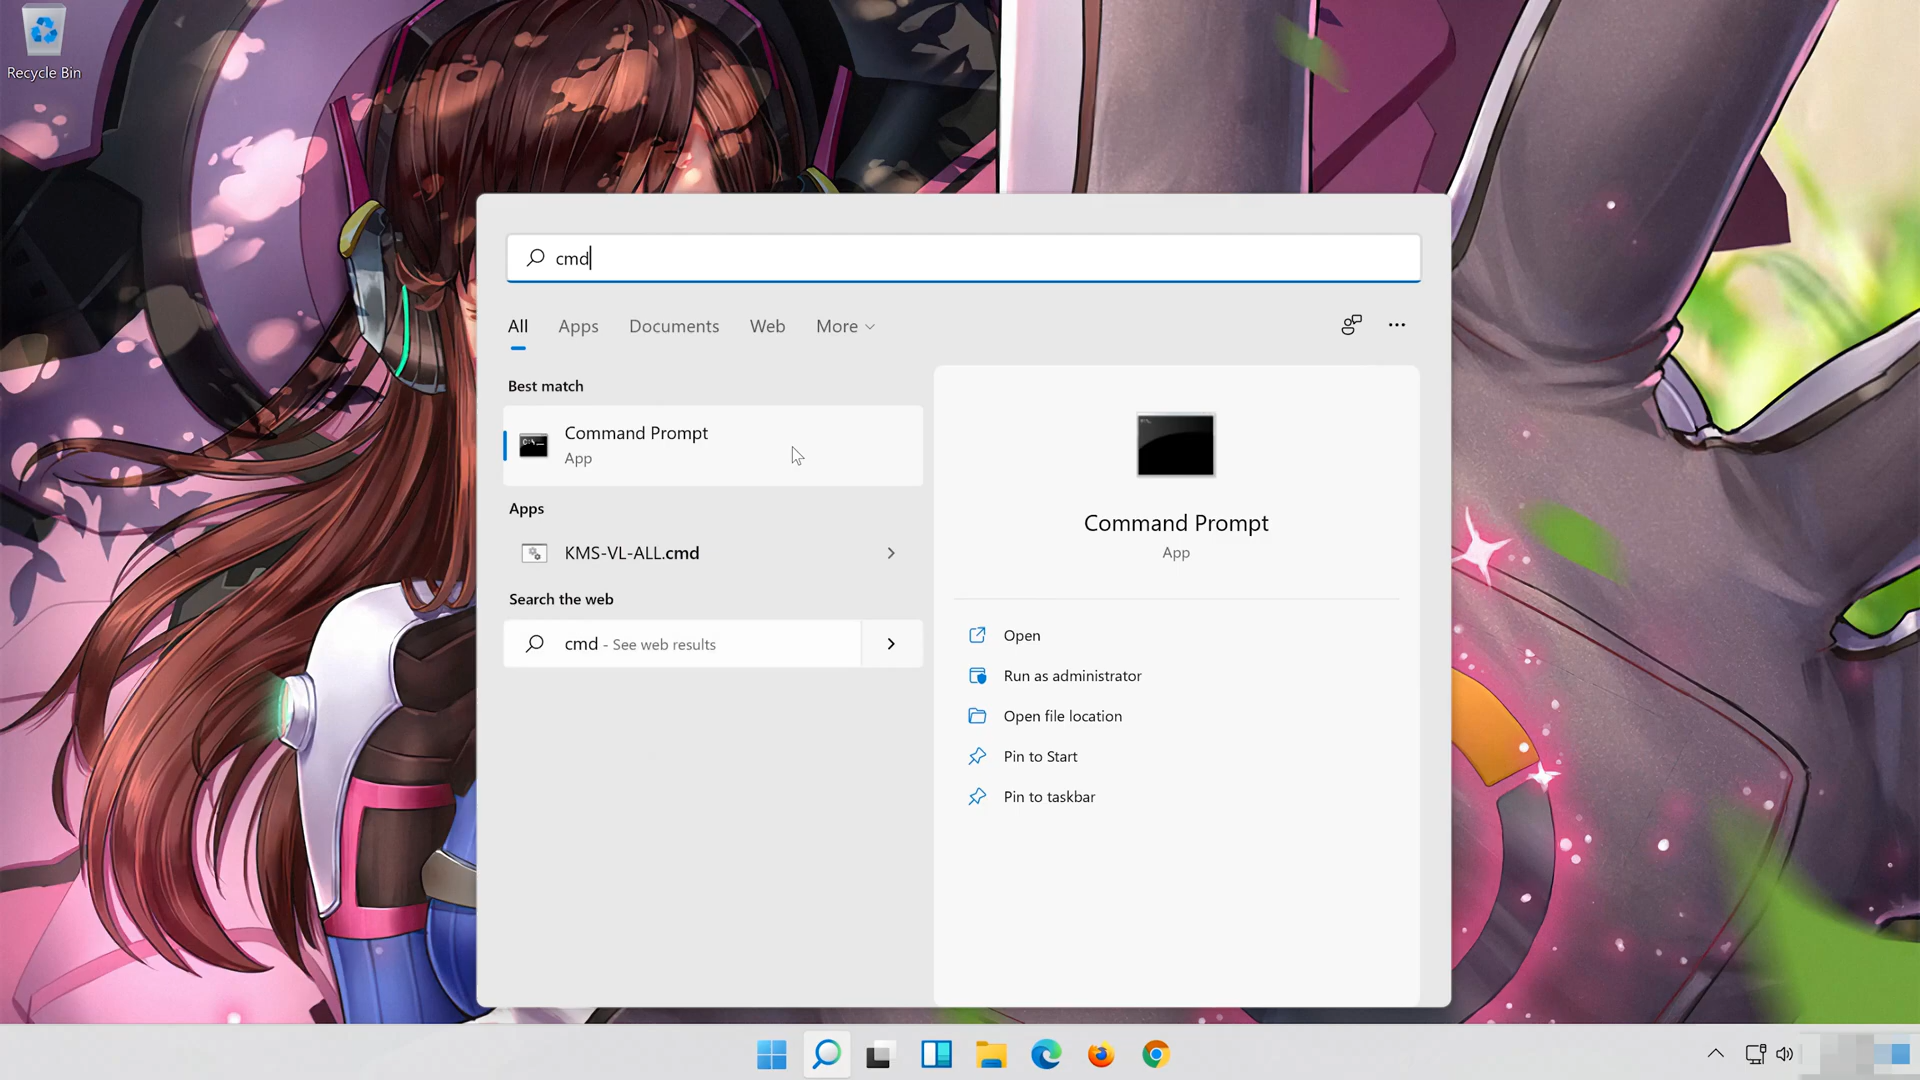 Recycle Bin
cmd
All Apps Documents Web More
Best match
Command Prompt
App
Apps
KMS-VL-ALL.cmd
Search the web
cmd - See web results
Command Prompt
App
Open
Run as administrator
Open file location
Pin to Start
Pin to taskbar